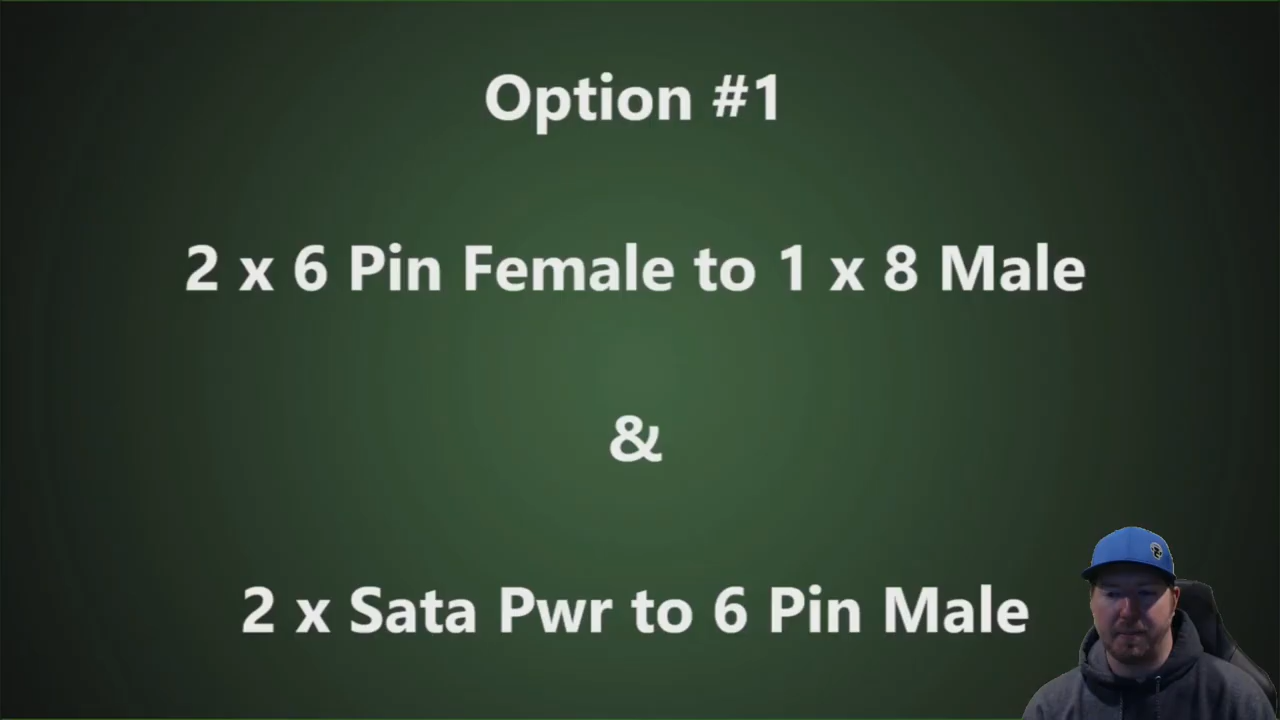 Option #1
2 x 6 Pin Female to 1 x 8 Male
&
2 x Sata Pwr to 6 Pin Male